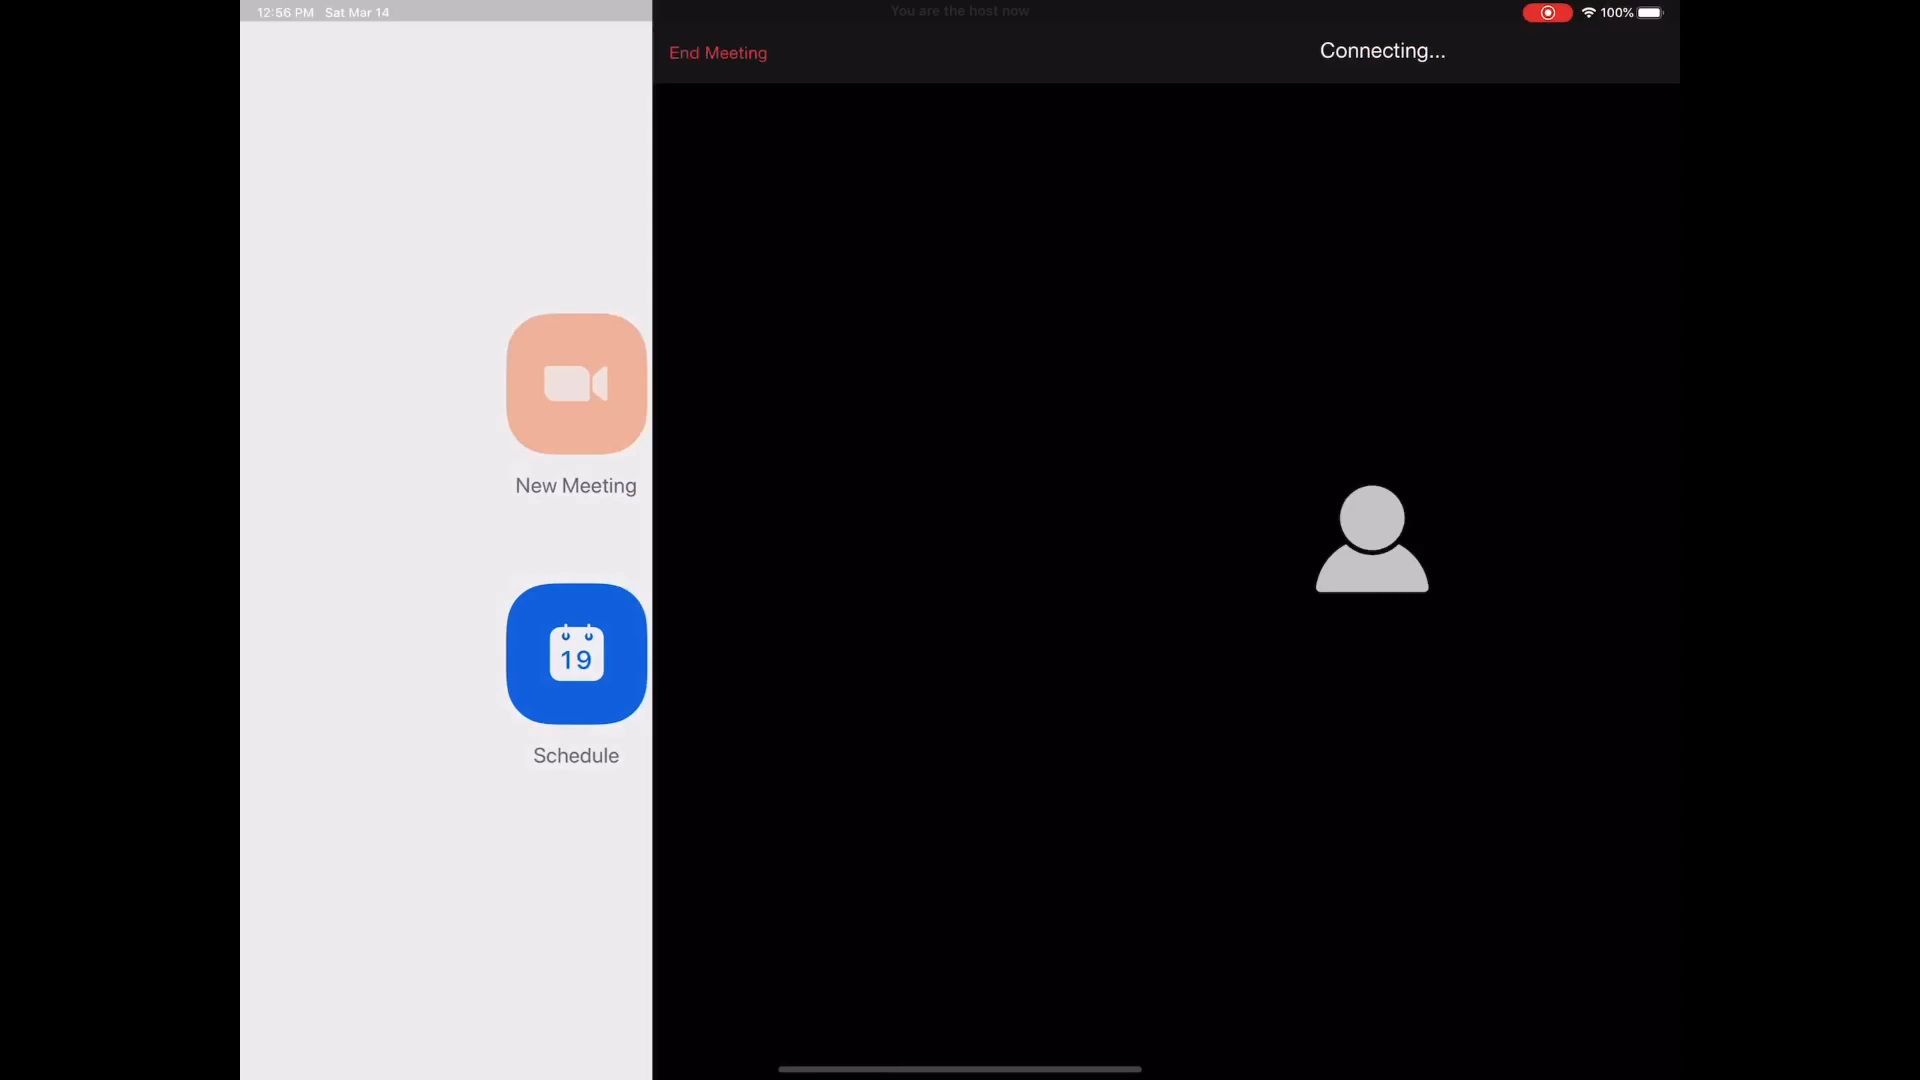 12:56 PM Sat Mar 14
You are the host now
100%
End Meeting
Connecting...
New Meeting
19
Schedule